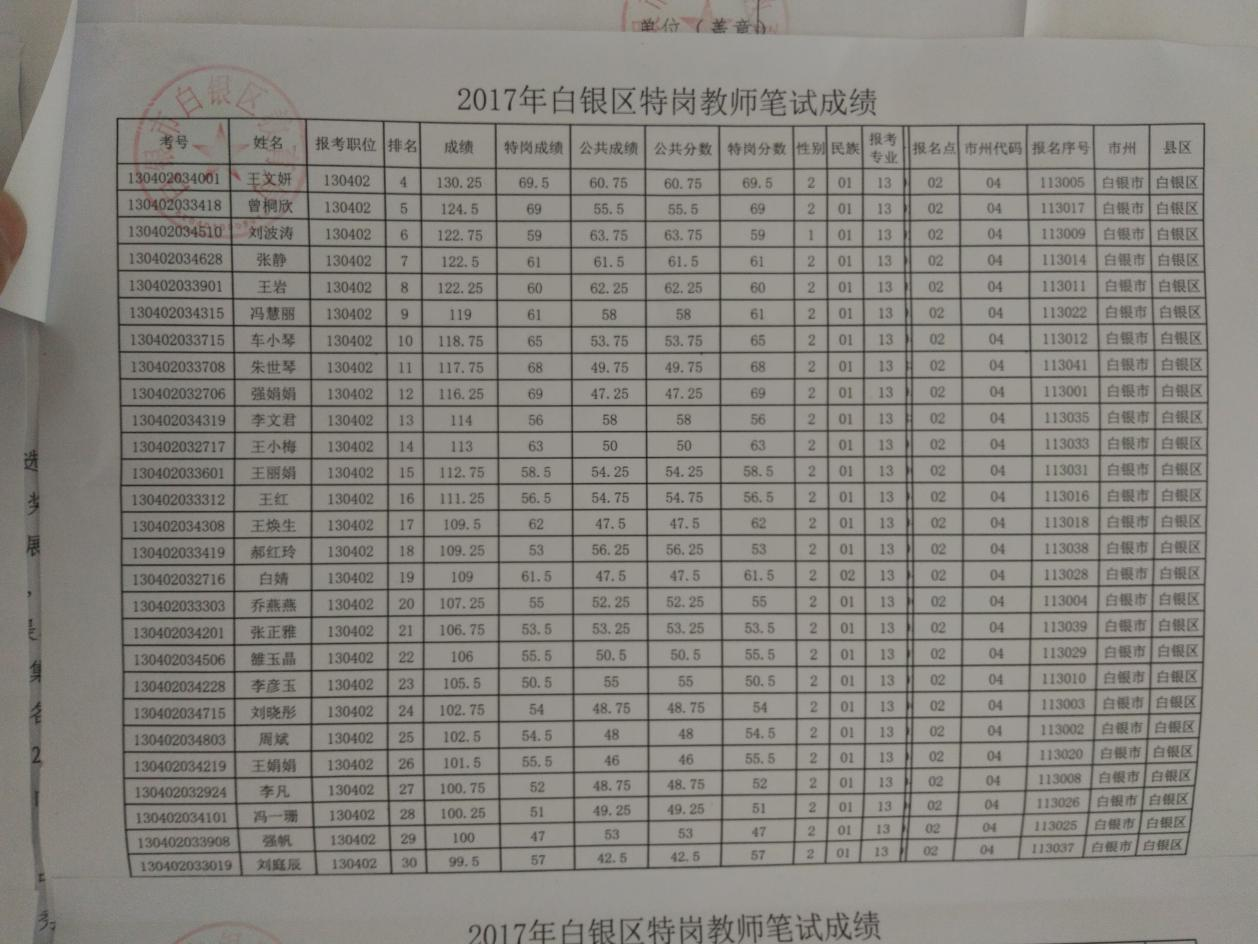 单位(盖章)
2017年白银区特岗教师笔试成绩
考号 姓名 报考职位 排名 成绩 特岗成绩 公共成绩 公共分数 特岗分数 性别 民族 报考专业 报名点 市州代码 报名序号 市州 县区
130402034001 王文妍 130402 4 130.25 69.5 60.75 60.75 69.5 2 01 13 02 04 113005 白银市 白银区
130402033418 曾桐欣 130402 5 124.5 69 55.5 55.5 69 2 01 13 02 04 113017 白银市 白银区
130402034510 刘波涛 130402 6 122.75 59 63.75 63.75 59 1 01 13 02 04 113009 白银市 白银区
130402034628 张静 130402 7 122.5 61 61.5 61.5 61 2 01 13 02 04 113014 白银市 白银区
130402033901 王岩 130402 8 122.25 60 62.25 62.25 60 2 01 13 02 04 113011 白银市 白银区
130402034315 冯慧丽 130402 9 119 61 58 58 61 2 01 13 02 04 113022 白银市 白银区
130402033715 车小琴 130402 10 118.75 65 53.75 53.75 65 2 01 13 02 04 113012 白银市 白银区
130402033708 朱世琴 130402 11 117.75 68 49.75 49.75 68 2 01 13 02 04 113041 白银市 白银区
130402032706 强娟娟 130402 12 116.25 69 47.25 47.25 69 2 01 13 02 04 113001 白银市 白银区
130402034319 李文君 130402 13 114 56 58 58 56 2 01 13 02 04 113035 白银市 白银区
130402032717 王小梅 130402 14 113 63 50 50 63 2 01 13 02 04 113033 白银市 白银区
130402033601 王丽娟 130402 15 112.75 58.5 54.25 54.25 58.5 2 01 13 02 04 113031 白银市 白银区
130402033312 王红 130402 16 111.25 56.5 54.75 54.75 56.5 2 01 13 02 04 113016 白银市 白银区
130402034308 王焕生 130402 17 109.5 62 47.5 47.5 62 2 01 13 02 04 113018 白银市 白银区
130402033419 郝红玲 130402 18 109.25 53 56.25 56.25 53 2 01 13 02 04 113038 白银市 白银区
130402032716 白婧 130402 19 109 61.5 47.5 47.5 61.5 2 02 13 02 04 113028 白银市 白银区
130402033303 乔燕燕 130402 20 107.25 55 52.25 52.25 55 2 01 13 02 04 113004 白银市 白银区
130402034201 张正雅 130402 21 106.75 53.5 53.25 53.25 53.5 2 01 13 02 04 113039 白银市 白银区
130402034506 雒玉晶 130402 22 106 55.5 50.5 50.5 55.5 2 01 13 02 04 113029 白银市 白银区
130402034228 李彦玉 130402 23 105.5 50.5 55 55 50.5 2 01 13 02 04 113010 白银市 白银区
130402034715 刘晓彤 130402 24 102.75 54 48.75 48.75 54 2 01 13 02 04 113003 白银市 白银区
130402034803 周斌 130402 25 102.5 54.5 48 48 54.5 2 01 13 02 04 113002 白银市 白银区
130402034219 王娟娟 130402 26 101.5 55.5 46 46 55.5 2 01 13 02 04 113020 白银市 白银区
130402032924 李凡 130402 27 100.75 52 48.75 48.75 52 2 01 13 02 04 113008 白银市 白银区
130402034101 冯一珊 130402 28 100.25 51 49.25 49.25 51 2 01 13 02 04 113026 白银市 白银区
130402033908 强帆 130402 29 100 47 53 53 47 2 01 13 02 04 113025 白银市 白银区
130402033019 刘庭辰 130402 30 99.5 57 42.5 42.5 57 2 01 13 02 04 113037 白银市 白银区
2017年白银区特岗教师笔试成绩